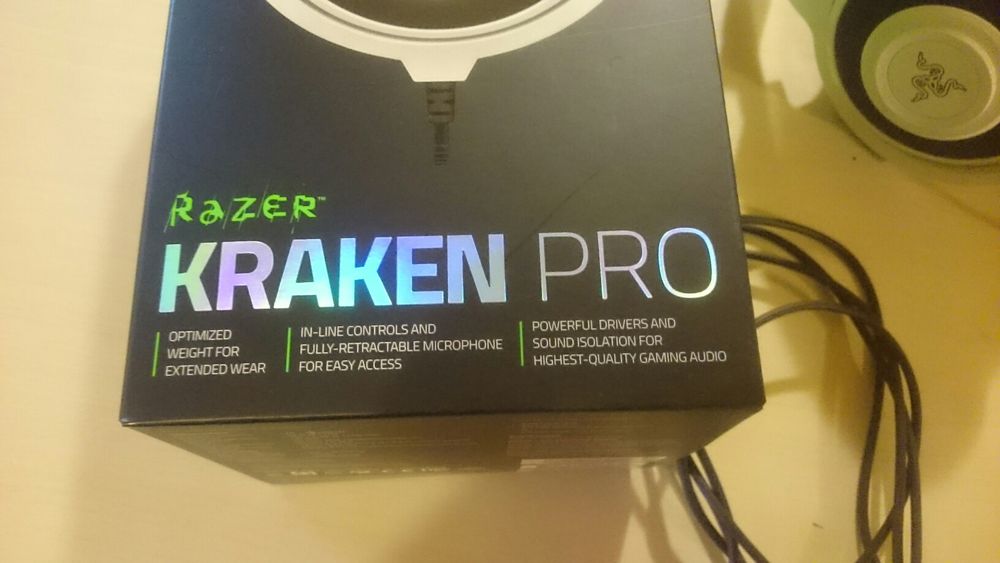 RAZER™
KRAKEN PRO
OPTIMIZED
WEIGHT FOR
EXTENDED WEAR
IN-LINE CONTROLS AND
FULLY-RETRACTABLE MICROPHONE
FOR EASY ACCESS
POWERFUL DRIVERS AND
SOUND ISOLATION FOR
HIGHEST-QUALITY GAMING AUDIO